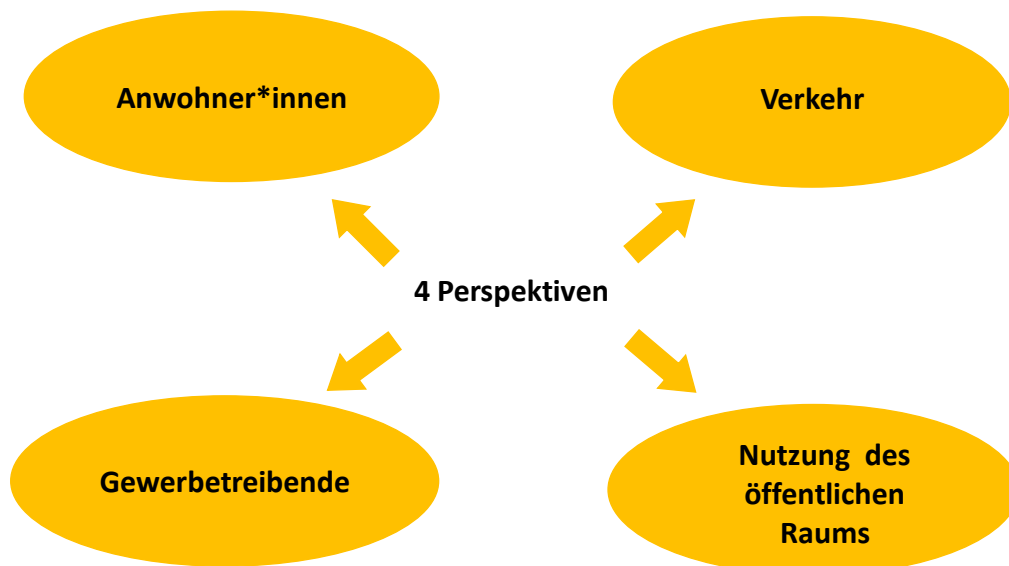 Anwohner*innen
Verkehr
4 Perspektiven
Gewerbetreibende
Nutzung des
öffentlichen
Raums